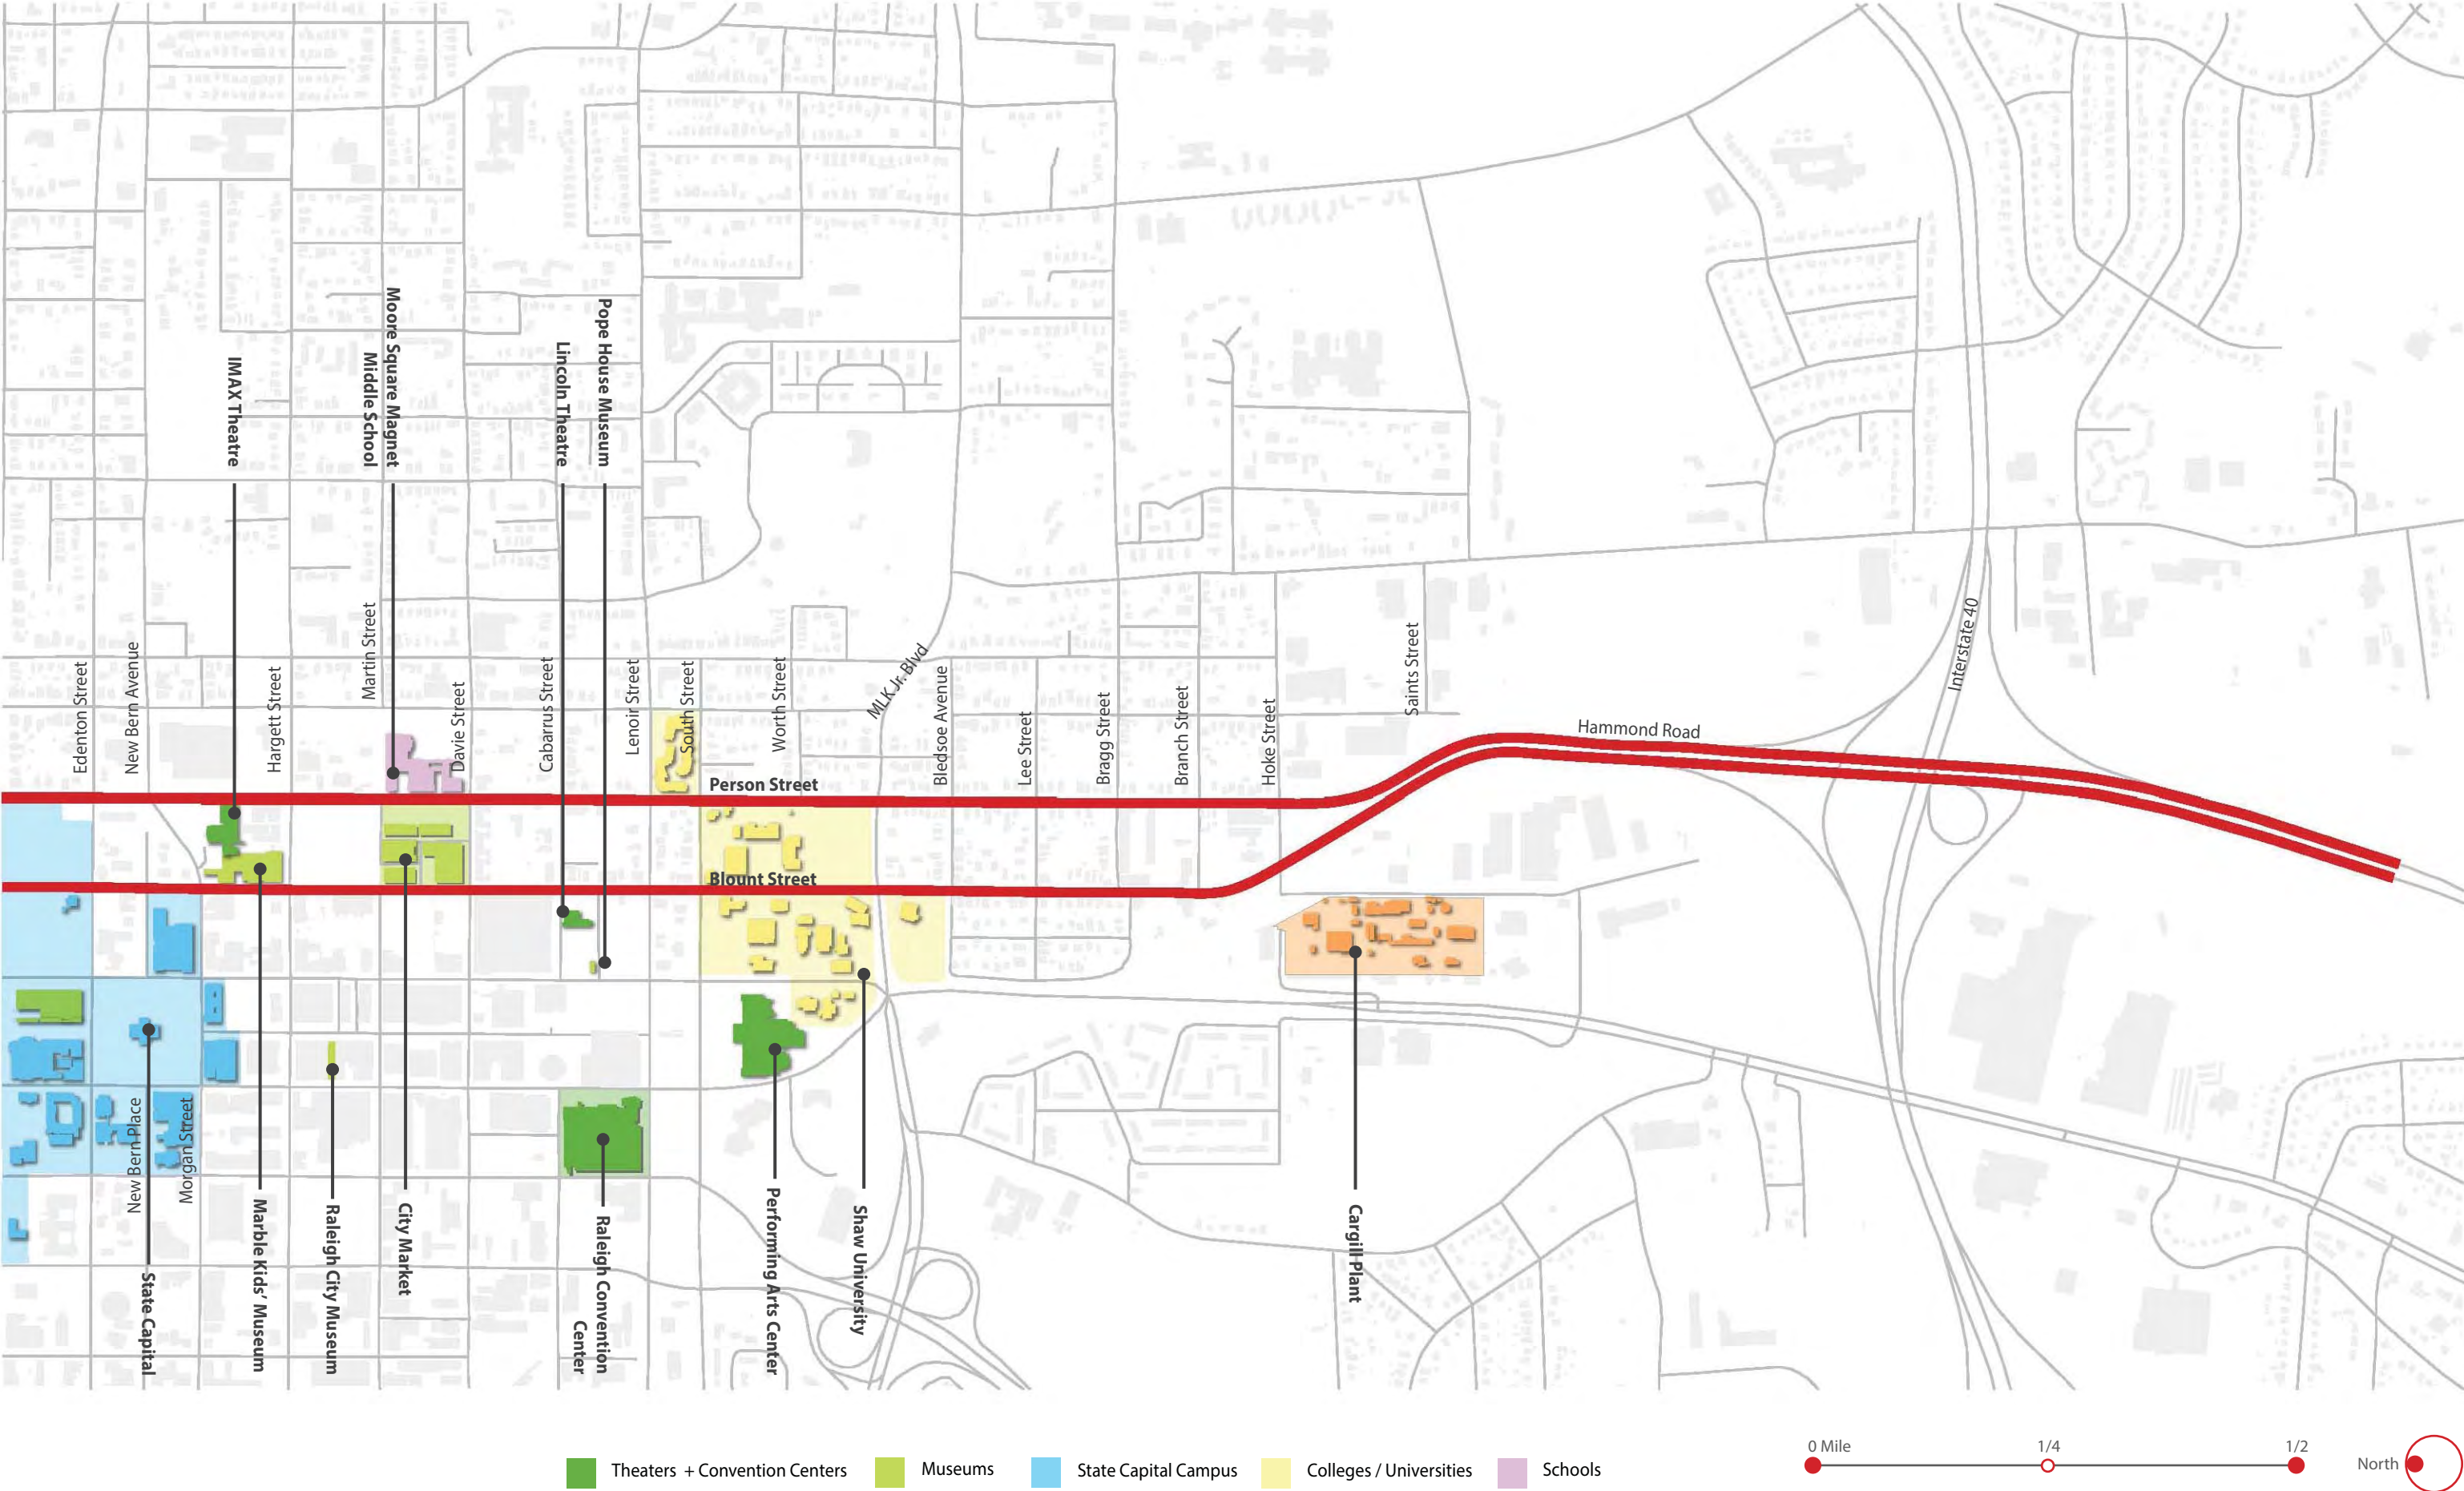 IMAX Theatre
Moore Square Magnet
Middle School
Lincoln Theatre
Pope House Museum
Edenton Street
New Bern Avenue
Hargett Street
Martin Street
Davie Street
Cabarrus Street
Lenoir Street
South Street
Worth Street
MLK Jr. Blvd
Bledsoe Avenue
Lee Street
Bragg Street
Branch Street
Hoke Street
Saints Street
Interstate 40
Hammond Road
Person Street
Blount Street
New Bern Place
Morgan Street
State Capital
Marble Kids' Museum
Raleigh City Museum
City Market
Raleigh Convention
Center
Performing Arts Center
Shaw University
Cargill Plant
Theaters + Convention Centers
Museums
State Capital Campus
Colleges / Universities
Schools
0 Mile
1/4
1/2
North